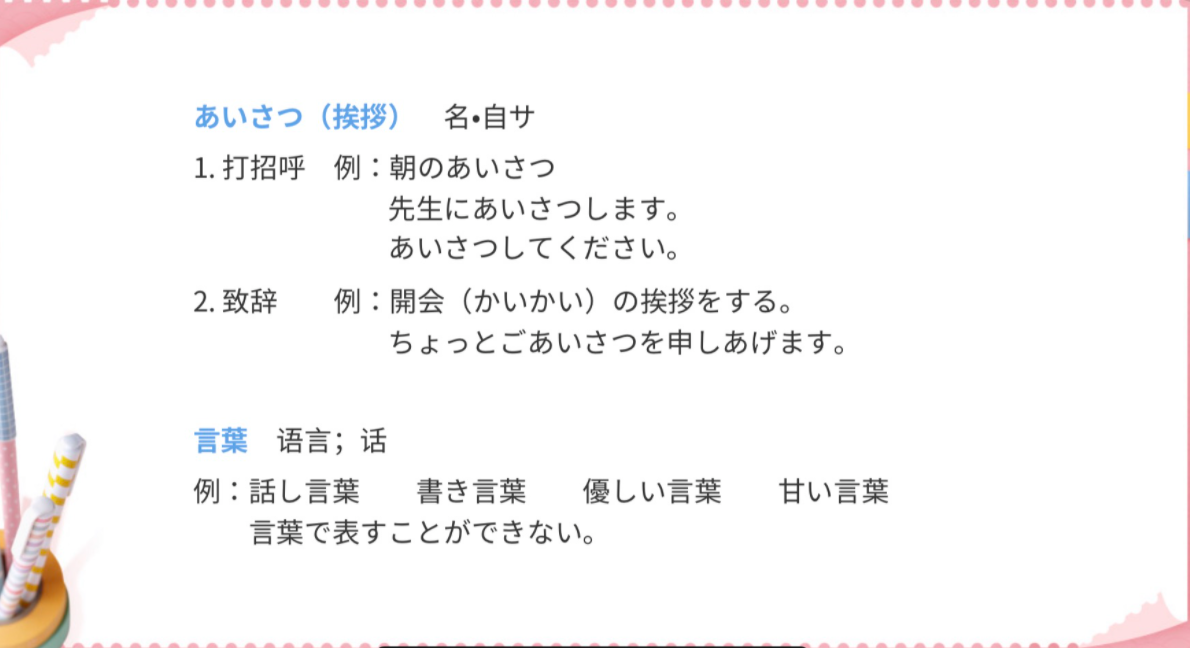 あいさつ（挨拶）　名•自サ
1. 打招呼　例：朝のあいさつ
先生にあいさつします。
あいさつしてください。
2. 致辞　　例：開会（かいかい）の挨拶をする。
ちょっとごあいさつを申しあげます。
言葉　语言；话
例：話し言葉　　書き言葉　　優しい言葉　　甘い言葉
言葉で表すことができない。